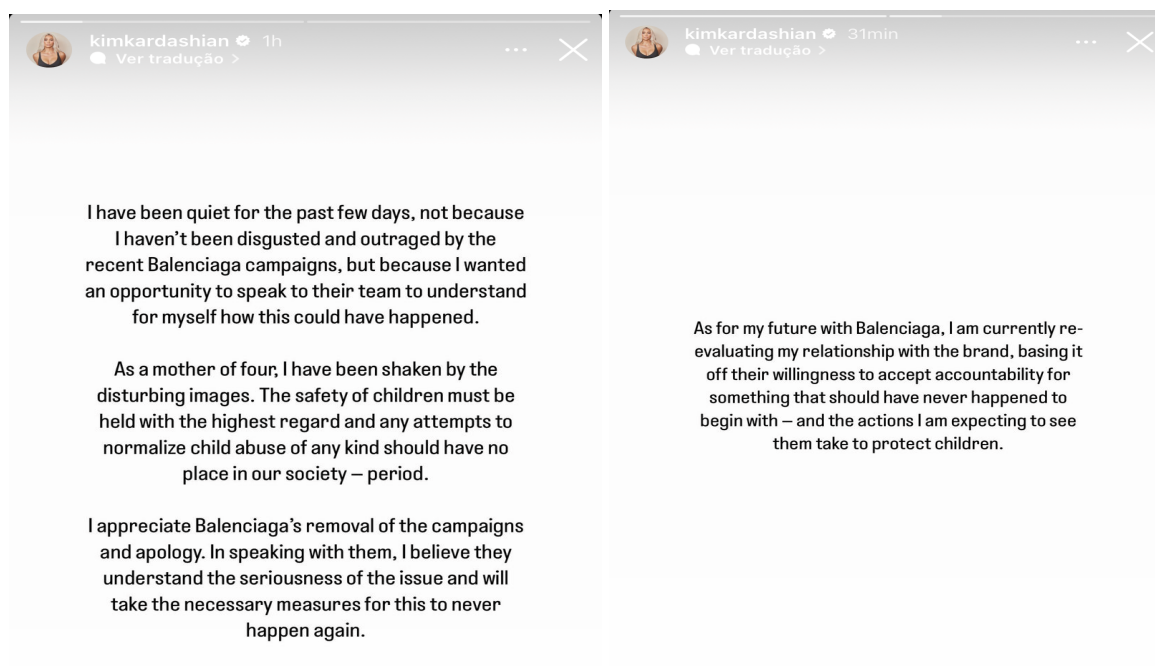 kimkardashian 1h
Ver tradução >
I have been quiet for the past few days, not because
I haven't been disgusted and outraged by the
recent Balenciaga campaigns, but because I wanted
an opportunity to speak to their team to understand
for myself how this could have happened.
As a mother of four, I have been shaken by the
disturbing images. The safety of children must be
held with the highest regard and any attempts to
normalize child abuse of any kind should have no
place in our society – period.
I appreciate Balenciaga's removal of the campaigns
and apology. In speaking with them, I believe they
understand the seriousness of the issue and will
take the necessary measures for this to never
happen again.
kimkardashian 31min
Ver tradução >
As for my future with Balenciaga, I am currently re-
evaluating my relationship with the brand, basing it
off their willingness to accept accountability for
something that should have never happened to
begin with – and the actions I am expecting to see
them take to protect children.